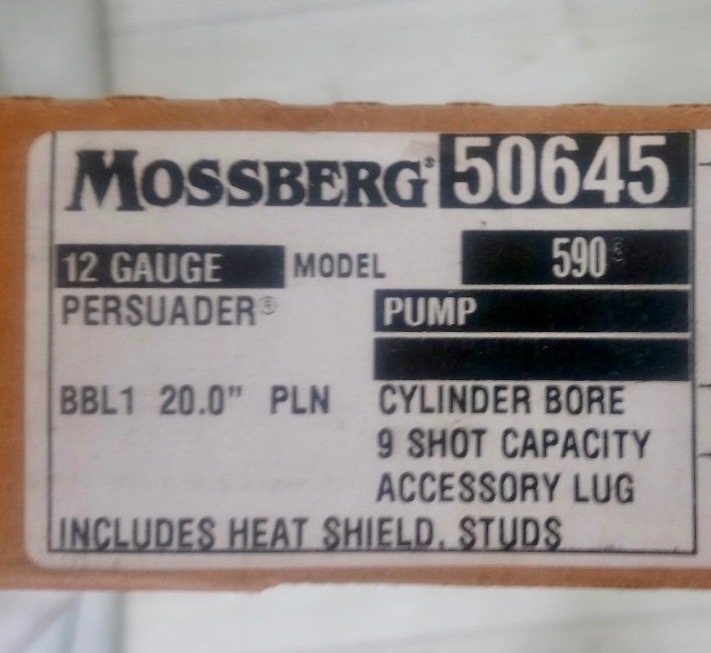 MOSSBERG® 50645
12 GAUGE MODEL 590®
PERSUADER® PUMP
BBL1 20.0" PLN CYLINDER BORE
9 SHOT CAPACITY
ACCESSORY LUG
INCLUDES HEAT SHIELD, STUDS